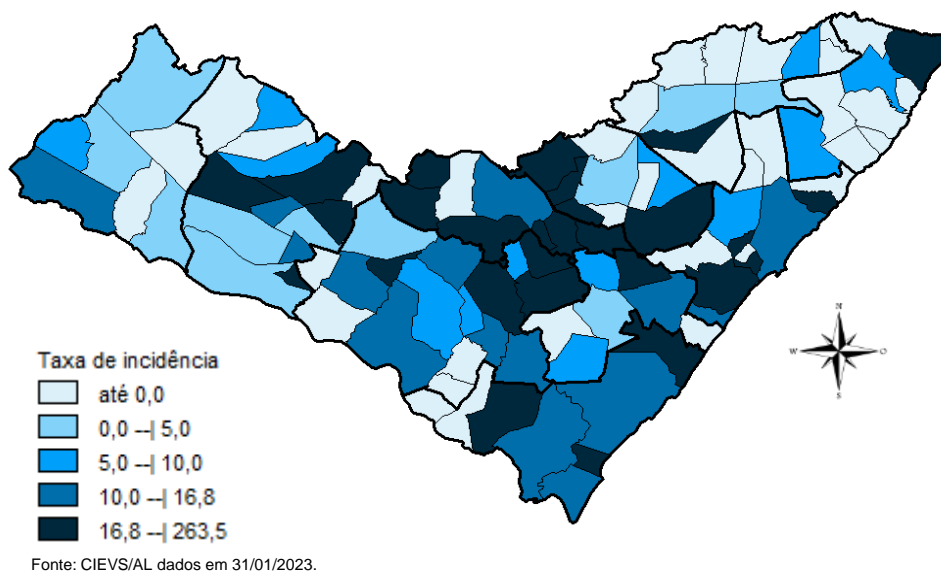 N
W
O
S
Taxa de incidência
até 0,0
0,0 --| 5,0
5,0 --| 10,0
10,0 --| 16,8
16,8 --| 263,5
Fonte: CIEVS/AL dados em 31/01/2023.